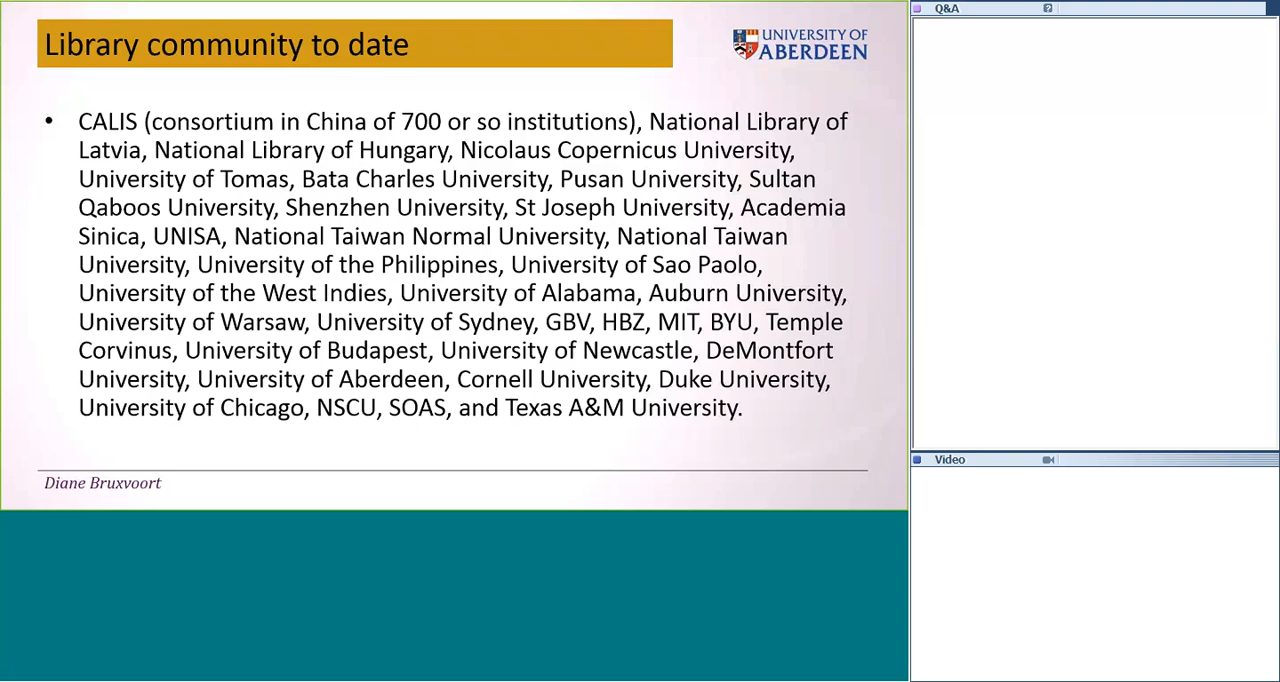 Library community to date
UNIVERSITY OF
ABERDEEN
• CALIS (consortium in China of 700 or so institutions), National Library of
Latvia, National Library of Hungary, Nicolaus Copernicus University,
University of Tomas, Bata Charles University, Pusan University, Sultan
Qaboos University, Shenzhen University, St Joseph University, Academia
Sinica, UNISA, National Taiwan Normal University, National Taiwan
University, University of the Philippines, University of Sao Paolo,
University of the West Indies, University of Alabama, Auburn University,
University of Warsaw, University of Sydney, GBV, HBZ, MIT, BYU, Temple
Corvinus, University of Budapest, University of Newcastle, DeMontfort
University, University of Aberdeen, Cornell University, Duke University,
University of Chicago, NSCU, SOAS, and Texas A&M University.
Diane Bruxvoort
Q&A
Video